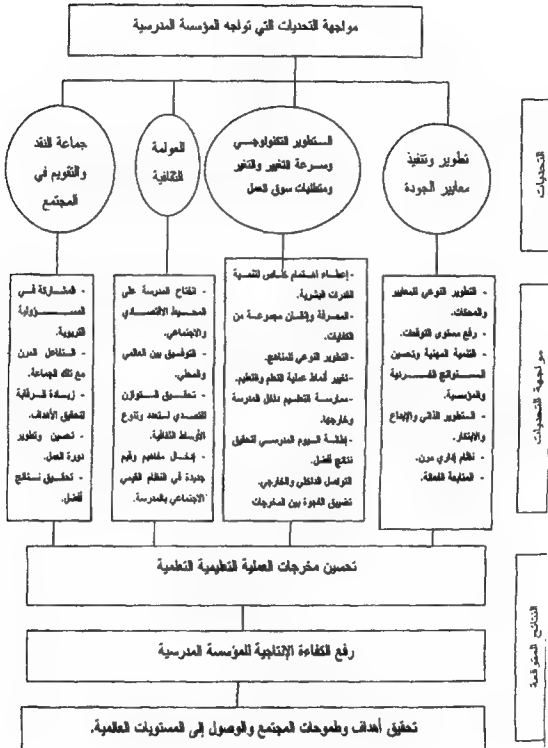 مواجهة التحديات التي تواجه المؤسسة المدرسية
التحديات
تطوير وتنفيذ
معايير الجودة
التطوير التكنولوجي
وسرعة التغيير والتغير
ومتطلبات سوق العمل
العولمة
الثقافية
جماعة النقد
والتقويم في
المجتمع
مواجهة التحديات
- التطوير النوعي للمعايير
والمحكات.
- رفع مستوى التوقعات.
- التنمية المهنية وتحسين
النواتج الفردية
والمؤسسية.
- التطوير الذاتي والإبداع
والابتكار.
- نظام إداري مرن.
- المتابعة الفعالة.
- إعطاء اهتمام خاص لتنمية
القدرات البشرية.
- المعرفة وإتقان مجموعة من
الكفايات.
- التطوير النوعي للمناهج.
- تغيير أنماط عملية التعلم والتعليم.
- ممارسة التعليم داخل المدرسة
وخارجها.
- إطالة اليوم المدرسي لتحقيق
نتائج أفضل.
التواصل الداخلي والخارجي.
تضييق الفجوة بين المخرجات
- انفتاح المدرسة على
المحيط الاقتصادي
والاجتماعي.
- التوفيق بين العالمي
والمحلي.
- تحقيق التوازن
للتصدي لتعدد وتنوع
الأوساط الثقافية.
- إدخال مفاهيم وقيم
جديدة في النظام القيمي
الاجتماعي بالمدرسة.
- المشاركة في
المسؤولية
التربوية.
- التفاعل المرن
مع تلك الجماعة.
- زيادة الرقابة
لتحقيق الأهداف.
- تحسين وتطوير
دورة العمل.
- تحقيق نتائج
أفضل.
النتائج المتوقعة
تحسين مخرجات العملية التعليمية التعلمية
رفع الكفاءة الإنتاجية للمؤسسة المدرسية
تحقيق أهداف وطموحات المجتمع والوصول إلى المستويات العالمية.